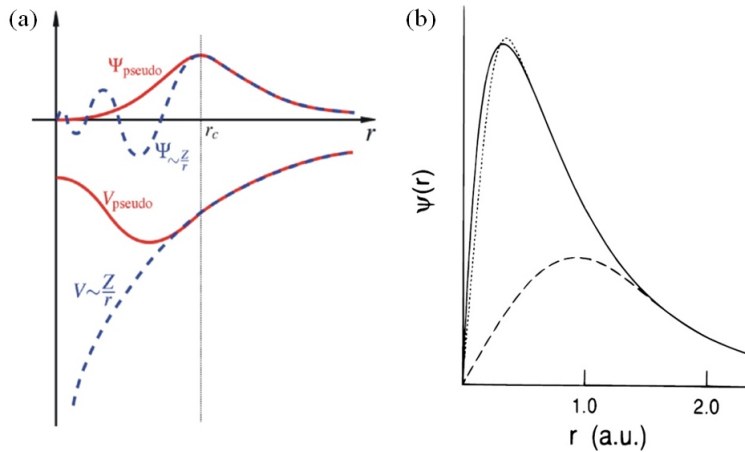 (a)
Ψpseudo
r
rc
Ψ~Z/r
Vpseudo
V~Z/r
(b)
ψ(r)
1.0 2.0
r (a.u.)